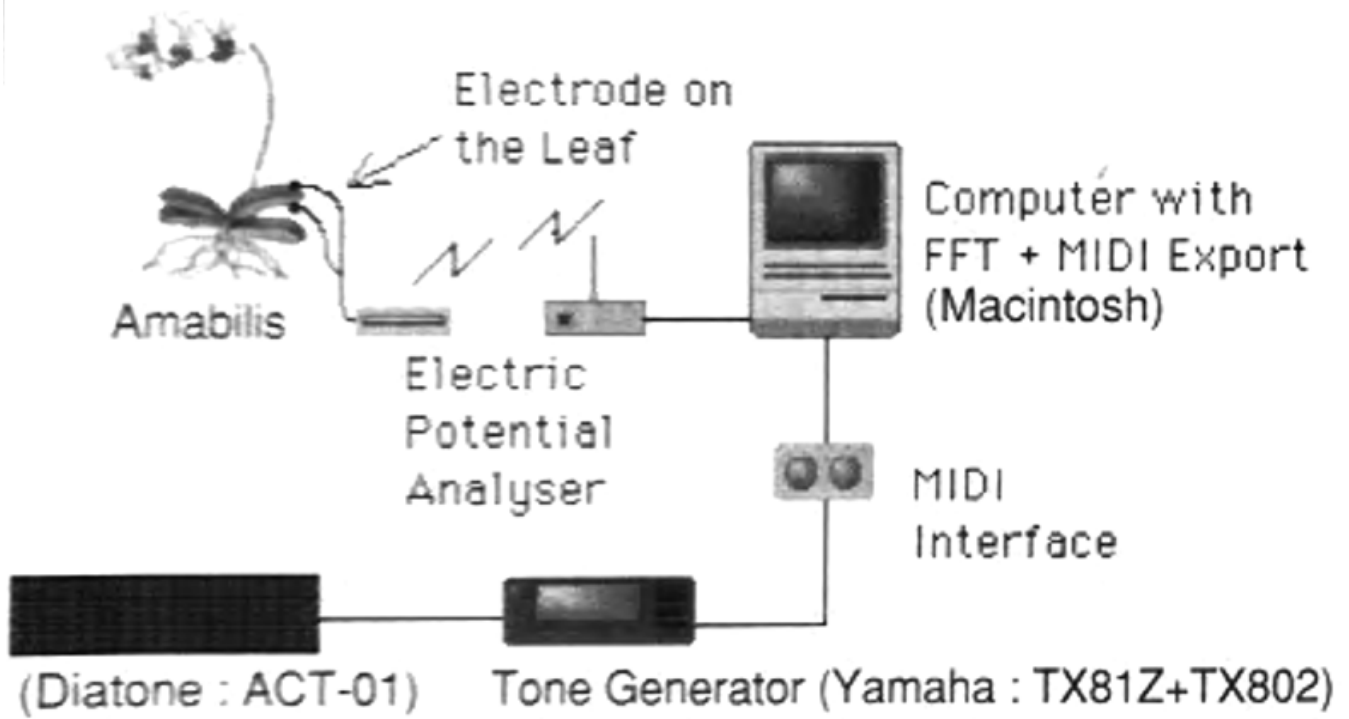 Electrode on
the Leaf
Computer with
FFT + MIDI Export
(Macintosh)
Amabilis
Electric
Potential
Analyser
MIDI
Interface
(Diatone : ACT-01)
Tone Generator (Yamaha : TX81Z+TX802)